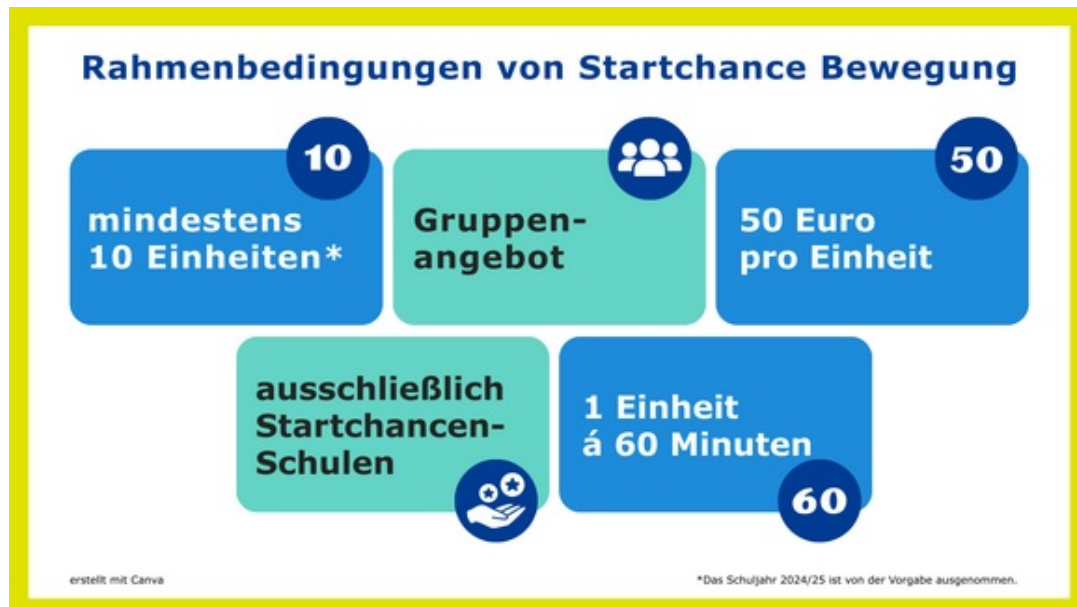 Rahmenbedingungen von Startchance Bewegung
10
mindestens
10 Einheiten*
Gruppen-
angebot
50
50 Euro
pro Einheit
ausschließlich
Startchancen-
Schulen
1 Einheit
á 60 Minuten
60
erstellt mit Canva
*Das Schuljahr 2024/25 ist von der Vorgabe ausgenommen.